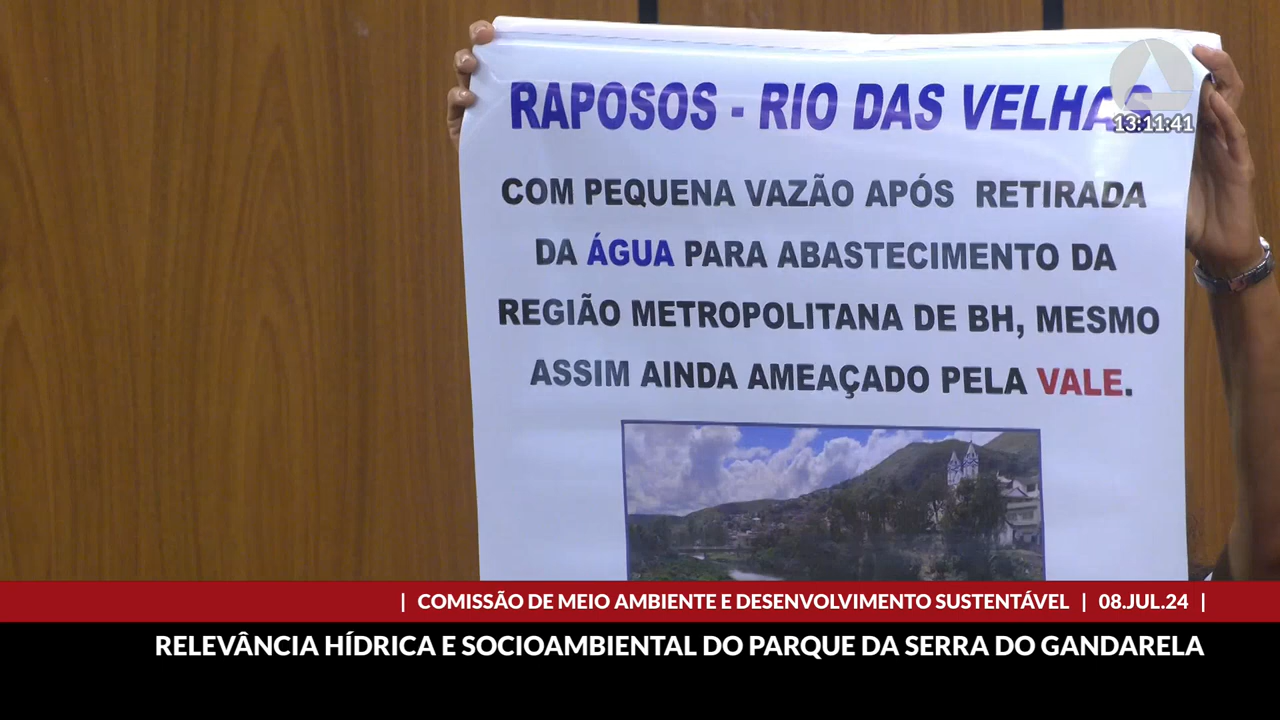 RAPOSOS - RIO DAS VELHAS
13:11:41
COM PEQUENA VAZÃO APÓS RETIRADA
DA ÁGUA PARA ABASTECIMENTO DA
REGIÃO METROPOLITANA DE BH, MESMO
ASSIM AINDA AMEAÇADO PELA VALE.
| COMISSÃO DE MEIO AMBIENTE E DESENVOLVIMENTO SUSTENTÁVEL | 08.JUL.24 |
RELEVÂNCIA HÍDRICA E SOCIOAMBIENTAL DO PARQUE DA SERRA DO GANDARELA